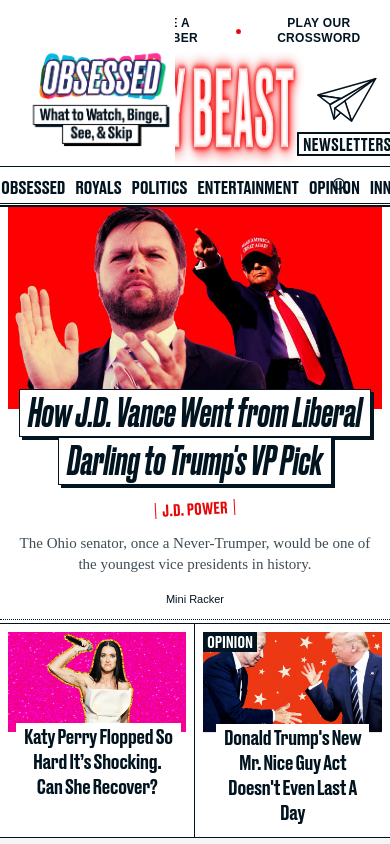 E A
BER
PLAY OUR
CROSSWORD
OBSESSED
What to Watch, Binge,
See, & Skip
Y BEAST
NEWSLETTERS
OBSESSED ROYALS POLITICS ENTERTAINMENT OPINION INN
How J.D. Vance Went from Liberal
Darling to Trump's VP Pick
J.D. POWER
The Ohio senator, once a Never-Trumper, would be one of
the youngest vice presidents in history.
Mini Racker
Katy Perry Flopped So
Hard It's Shocking.
Can She Recover?
OPINION
Donald Trump's New
Mr. Nice Guy Act
Doesn't Even Last A
Day